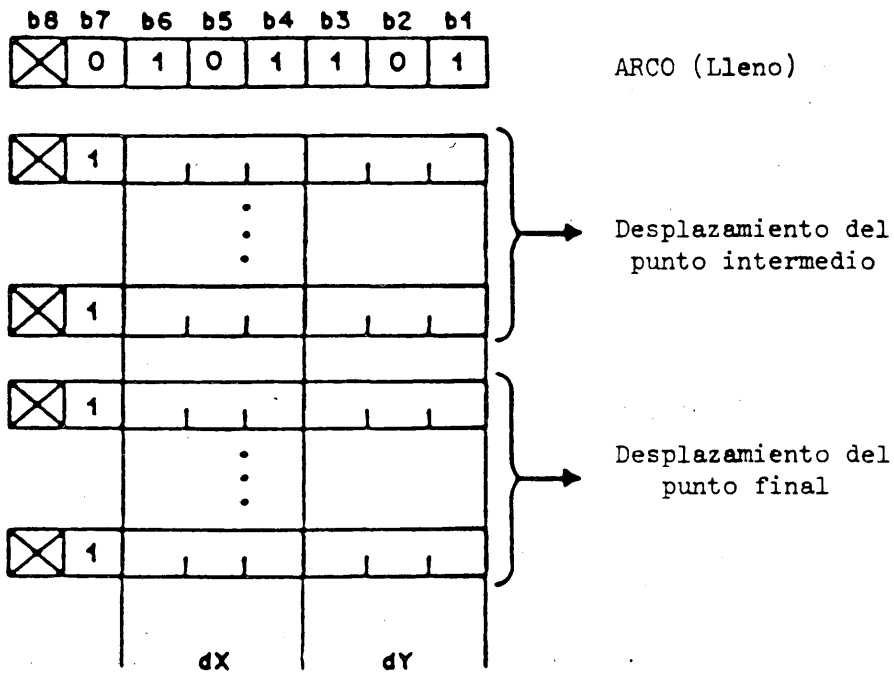 b8 b7 b6 b5 b4 b3 b2 b1
0 1 0 1 1 0 1 ARCO (Lleno)
1
Desplazamiento del
punto intermedio
1
1
Desplazamiento del
punto final
1
dX dY